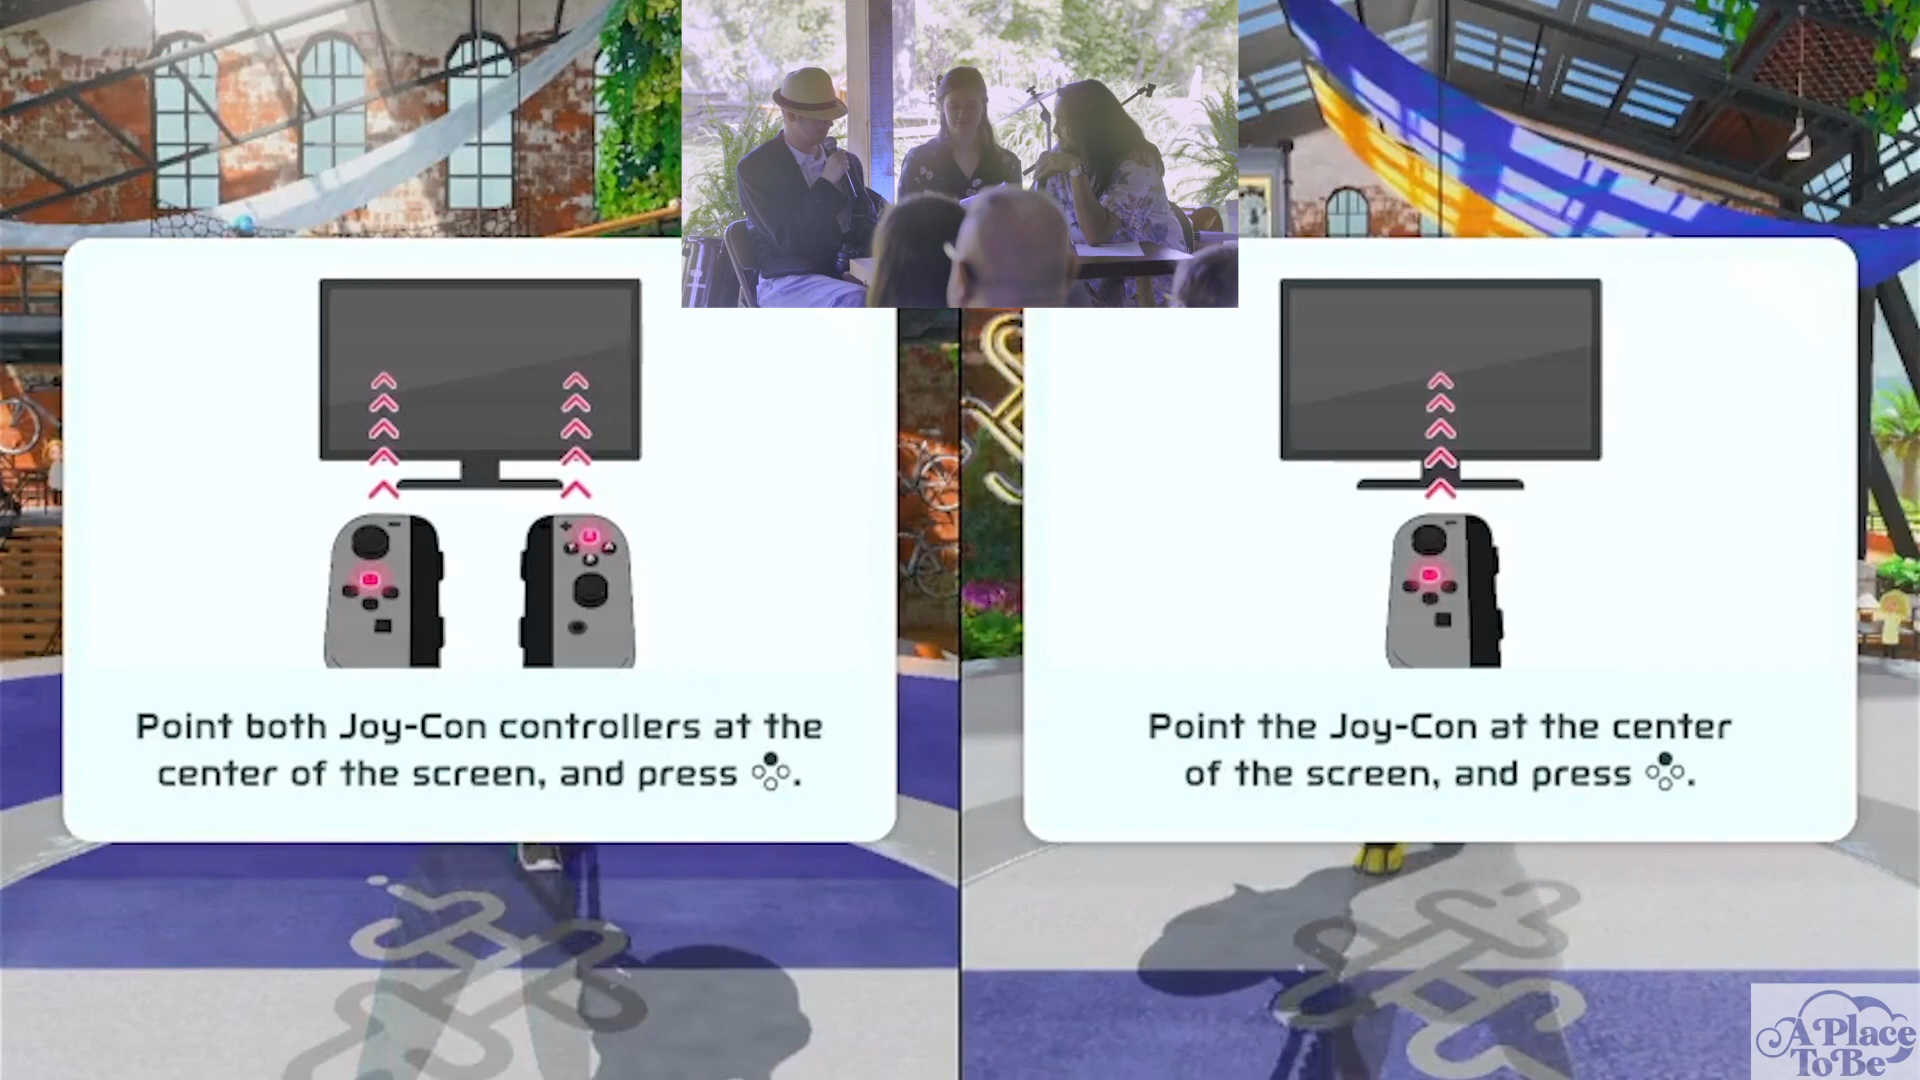 Point both Joy-Con controllers at the
center of the screen, and press .
Point the Joy-Con at the center
of the screen, and press .
A Place
To Be